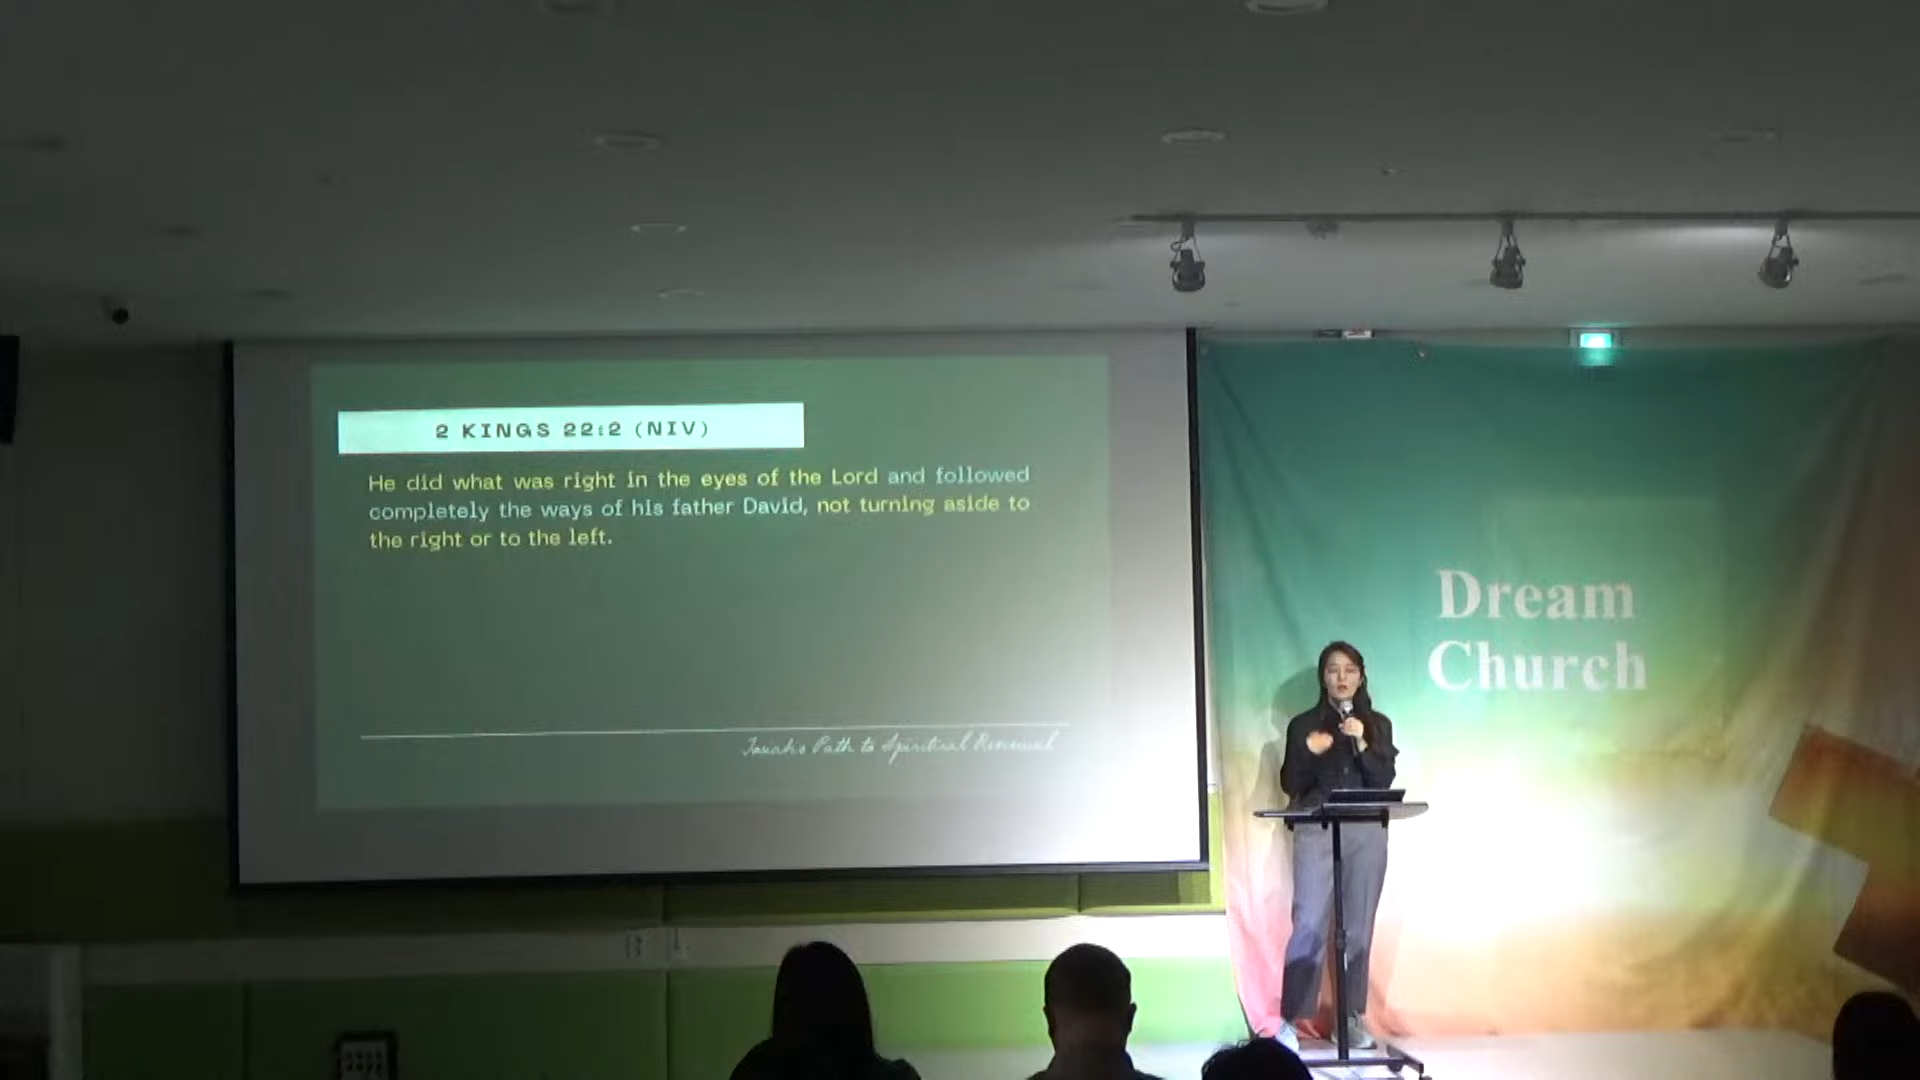 2 KINGS 22:2 (NIV)
He did what was right in the eyes of the Lord and followed
completely the ways of his father David, not turning aside to
the right or to the left.
Josiah's Path to Spiritual Renewal
Dream
Church